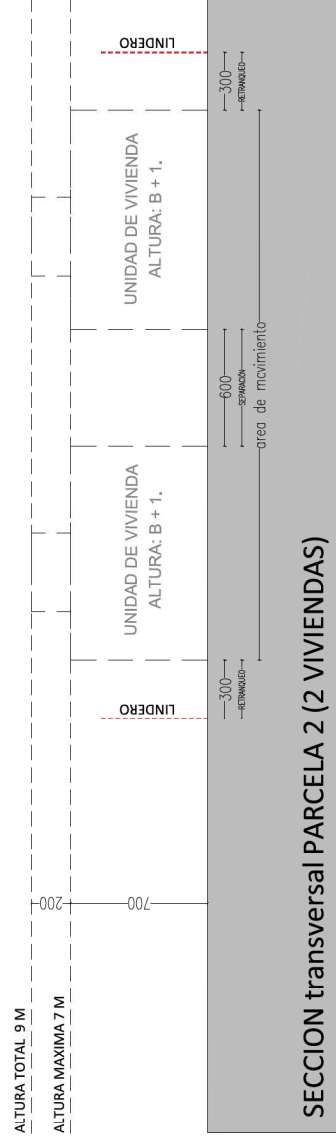 ALTURA TOTAL 9 M
ALTURA MAXIMA 7 M
200
700
LINDERO
UNIDAD DE VIVIENDA
ALTURA: B + 1.
UNIDAD DE VIVIENDA
ALTURA: B + 1.
LINDERO
300
RETRANQUEO
600
SEPARACIÓN
300
RETRANQUEO
area de movimiento
SECCION transversal PARCELA 2 (2 VIVIENDAS)